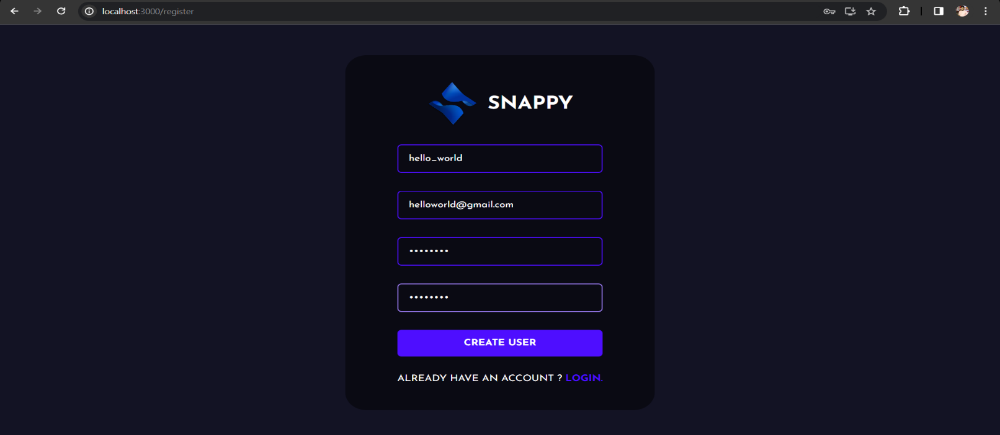 localhost:3000/register
SNAPPY
hello_world
helloworld@gmail.com
••••••••
••••••••
CREATE USER
ALREADY HAVE AN ACCOUNT ? LOGIN.